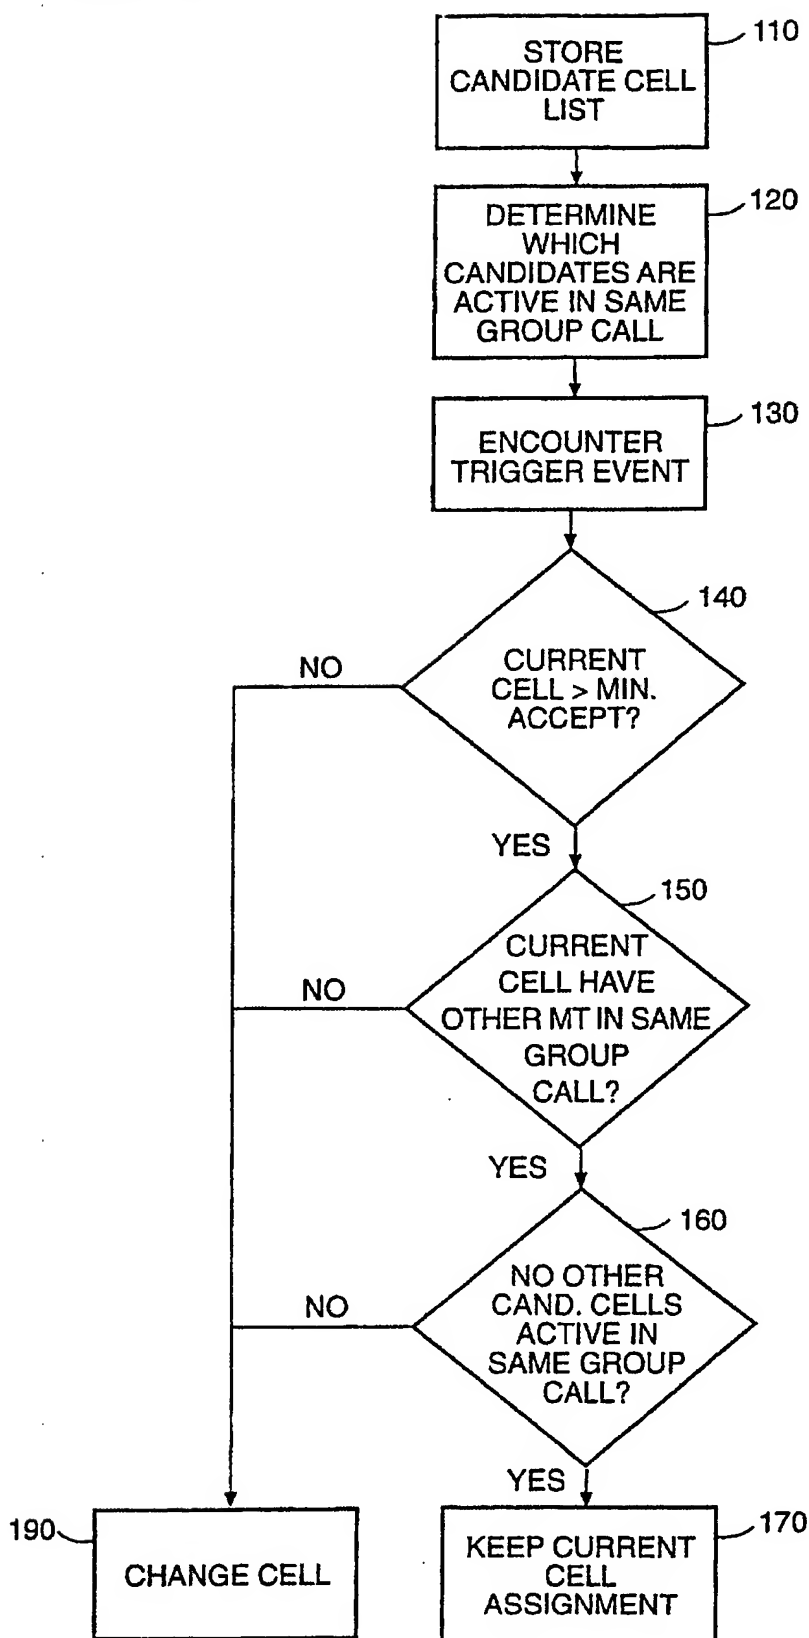 110
STORE
CANDIDATE CELL
LIST
120
DETERMINE
WHICH
CANDIDATES ARE
ACTIVE IN SAME
GROUP CALL
130
ENCOUNTER
TRIGGER EVENT
140
CURRENT
CELL > MIN.
ACCEPT?
NO
YES
150
CURRENT
CELL HAVE
OTHER MT IN SAME
GROUP
CALL?
NO
YES
160
NO OTHER
CAND. CELLS
ACTIVE IN
SAME GROUP
CALL?
NO
YES
190
CHANGE CELL
170
KEEP CURRENT
CELL
ASSIGNMENT